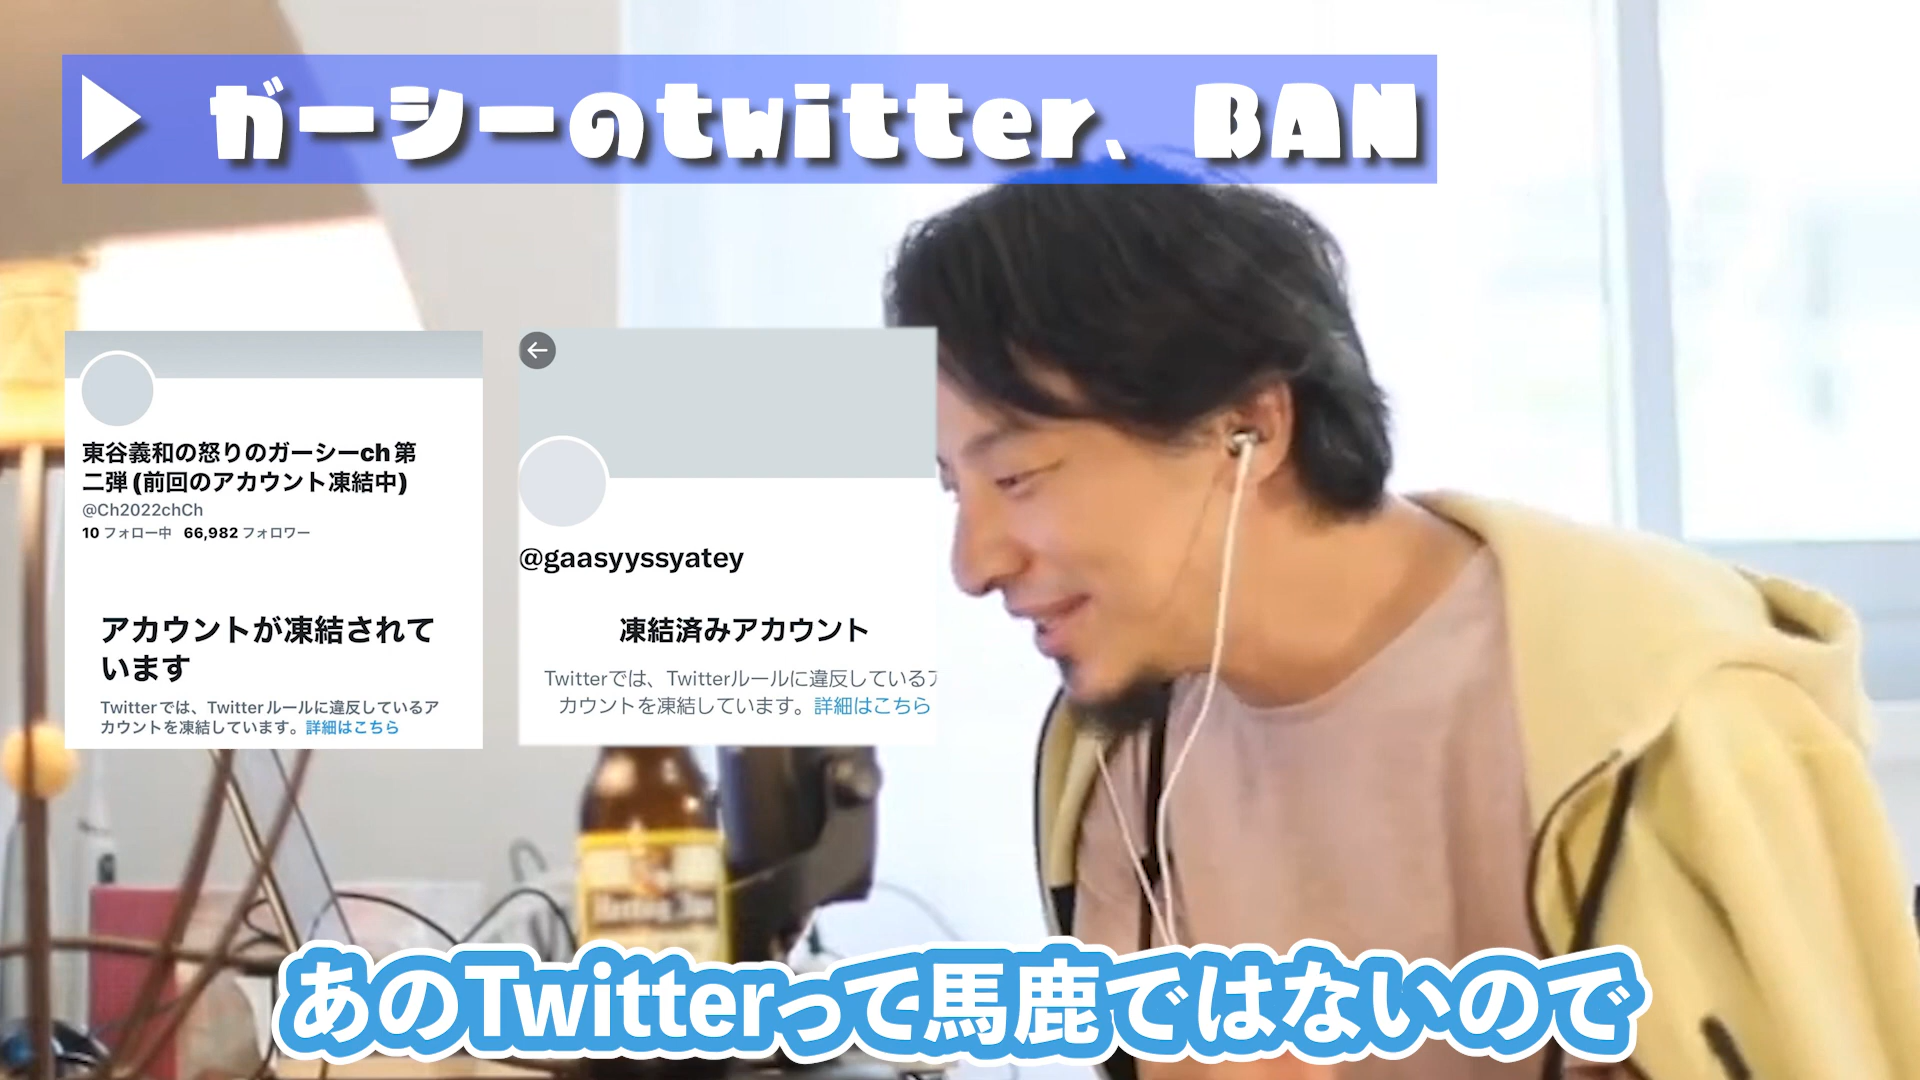 ガーシーのtwitter、BAN
東谷義和の怒りのガーシーch第
二弾(前回のアカウント凍結中)
@Ch2022chCh
10 フォロー中 66,982 フォロワー
アカウントが凍結されて
います
Twitterでは、Twitterルールに違反しているア
カウントを凍結しています。詳細はこちら
@gaasyyssyatey
凍結済みアカウント
Twitterでは、Twitterルールに違反しているア
カウントを凍結しています。詳細はこちら
あのTwitterって馬鹿ではないので